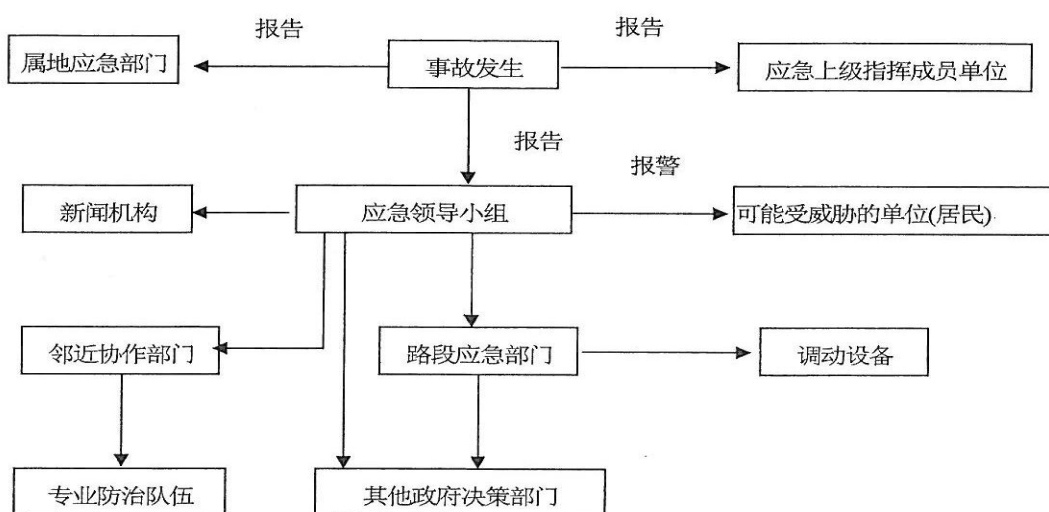 报告
报告
属地应急部门
事故发生
应急上级指挥成员单位
报告
报警
新闻机构
应急领导小组
可能受威胁的单位(居民)
邻近协作部门
路段应急部门
调动设备
专业防治队伍
其他政府决策部门